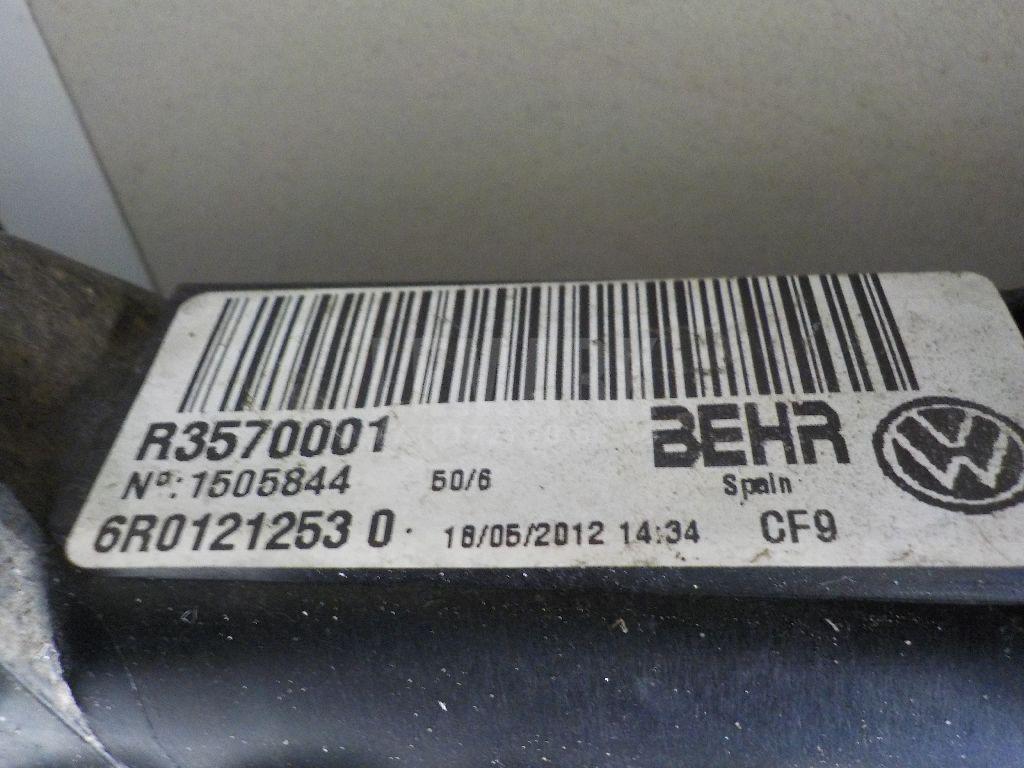 R3570001
BEHR
Nº:1505844 50/6 Spain
6R0121253 0 18/05/2012 14:34 CF9